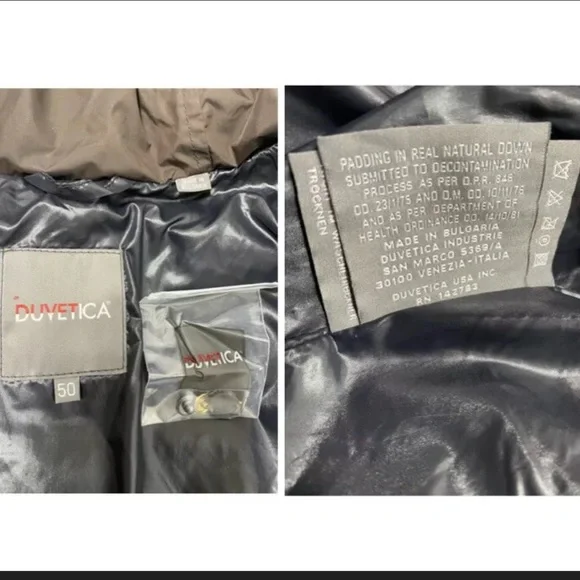 DUVETICA
50
DUVETICA
TROCKNEN
PADDING IN REAL NATURAL DOWN
SUBMITTED TO DECONTAMINATION
PROCESS AS PER D.P.R. 845
DD. 23/11/75 AND D.M. DD. 10/11/76
AND AS PER DEPARTMENT OF
HEALTH ORDINANCE DD. 14/10/81
MADE IN BULGARIA
DUVETICA INDUSTRIE
SAN MARCO 5369/A
30100 VENEZIA-ITALIA
DUVETICA USA INC.
RN 142783